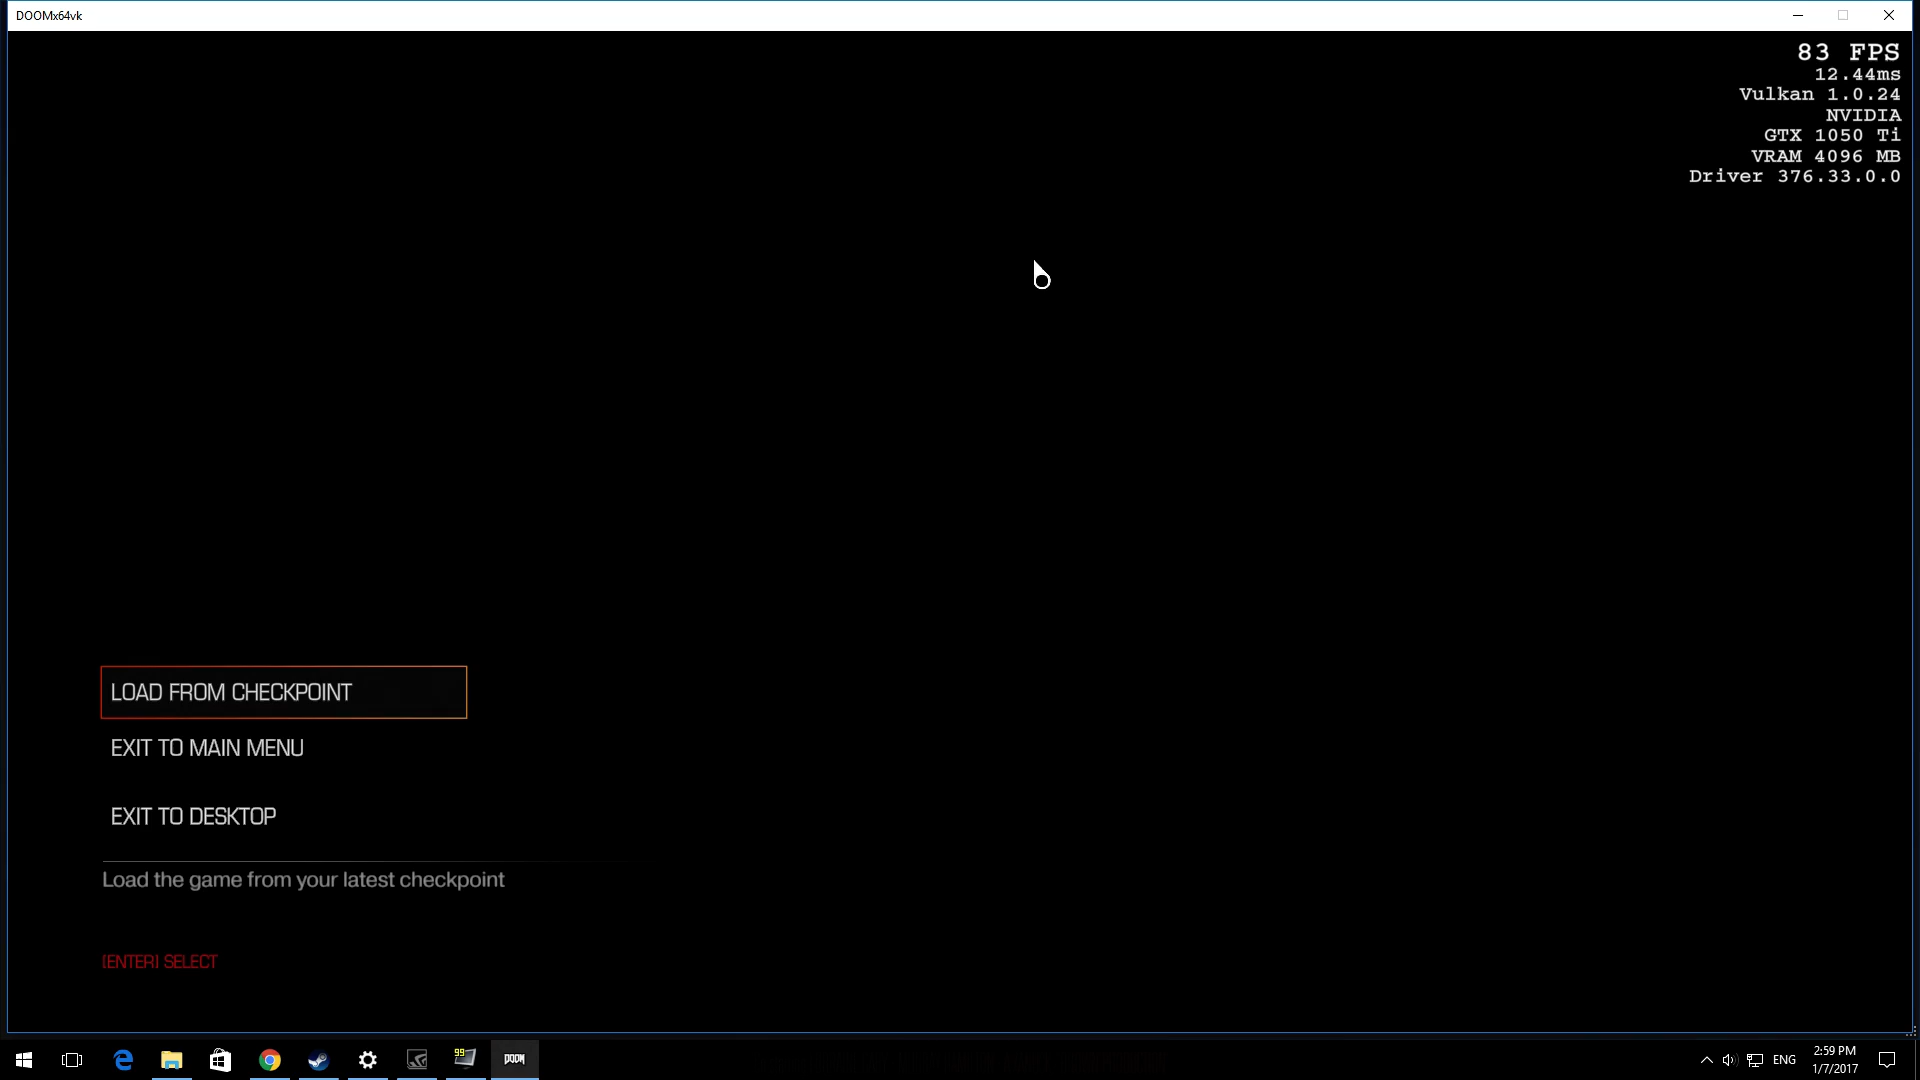 DOOMx64vk
83 FPS
12.44ms
Vulkan 1.0.24
NVIDIA
GTX 1050 Ti
VRAM 4096 MB
Driver 376.33.0.0
LOAD FROM CHECKPOINT
EXIT TO MAIN MENU
EXIT TO DESKTOP
Load the game from your latest checkpoint
[ENTER] SELECT
99
DOOM
ENG
2:59 PM
1/7/2017